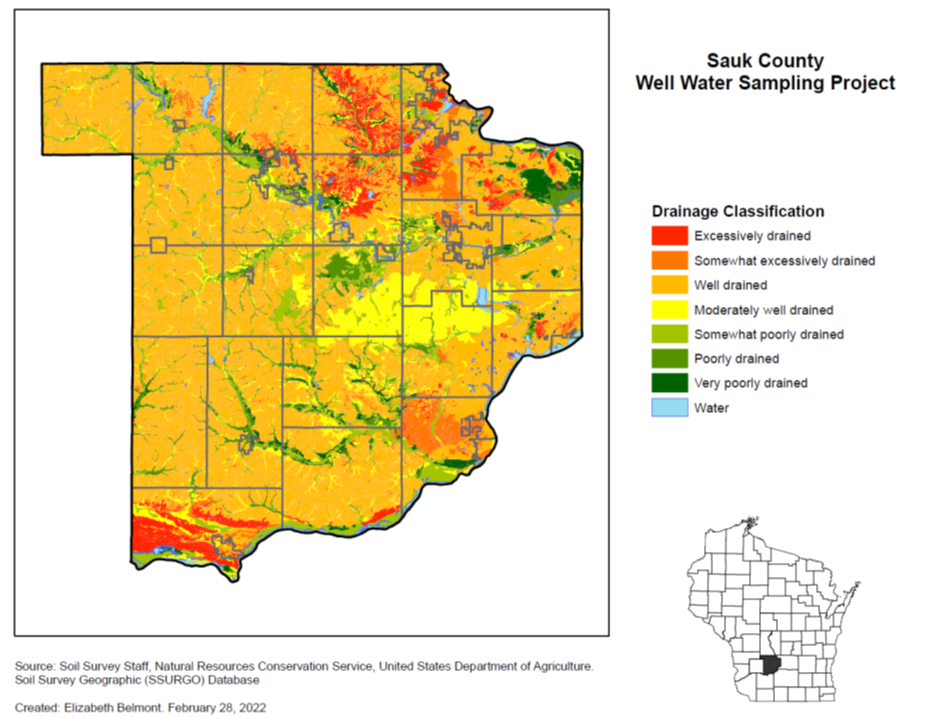 Sauk County
Well Water Sampling Project
Drainage Classification
Excessively drained
Somewhat excessively drained
Well drained
Moderately well drained
Somewhat poorly drained
Poorly drained
Very poorly drained
Water
Source: Soil Survey Staff, Natural Resources Conservation Service, United States Department of Agriculture.
Soil Survey Geographic (SSURGO) Database
Created: Elizabeth Belmont. February 28, 2022